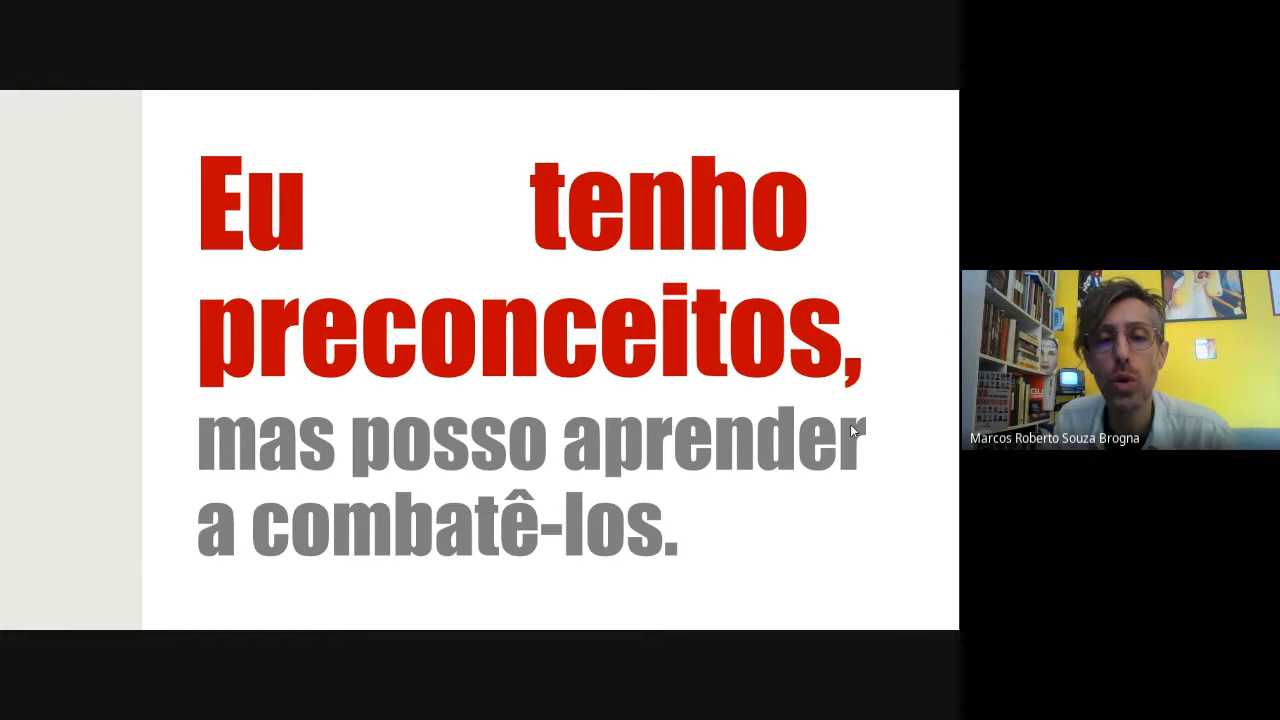 Eu tenho
preconceitos,
mas posso aprender
a combatê-los.
Marcos Roberto Souza Brogna